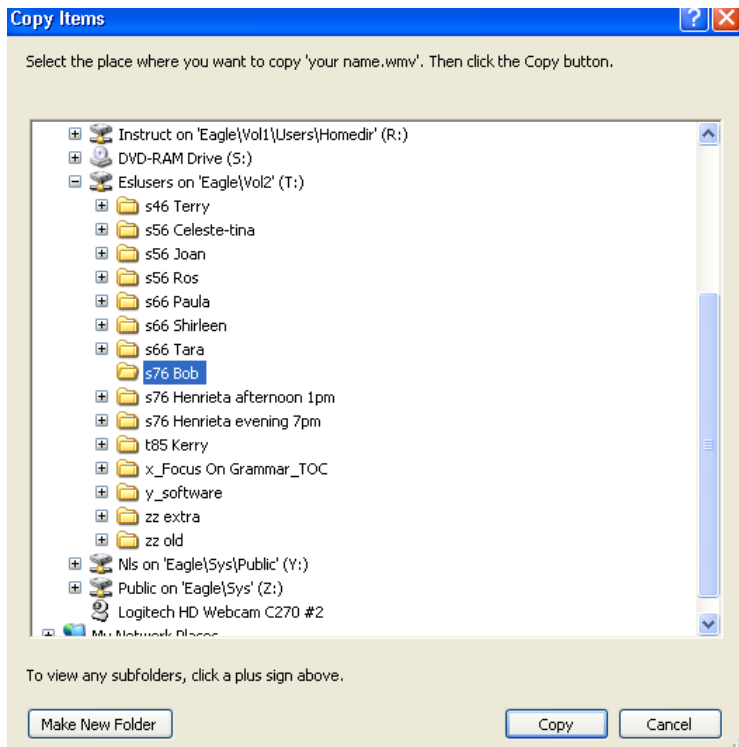 Copy Items
Select the place where you want to copy 'your name.wmv'. Then click the Copy button.
Instruct on 'Eagle\Vol1\Users\Homedir' (R:)
DVD-RAM Drive (S:)
Eslusers on 'Eagle\Vol2' (T:)
s46 Terry
s56 Celeste-tina
s56 Joan
s56 Ros
s66 Paula
s66 Shirleen
s66 Tara
s76 Bob
s76 Henrieta afternoon 1pm
s76 Henrieta evening 7pm
t85 Kerry
x_Focus On Grammar_TOC
y_software
zz extra
zz old
Nls on 'Eagle\Sys\Public' (Y:)
Public on 'Eagle\Sys' (Z:)
Logitech HD Webcam C270 #2
My Network Places
To view any subfolders, click a plus sign above.
Make New Folder Copy Cancel